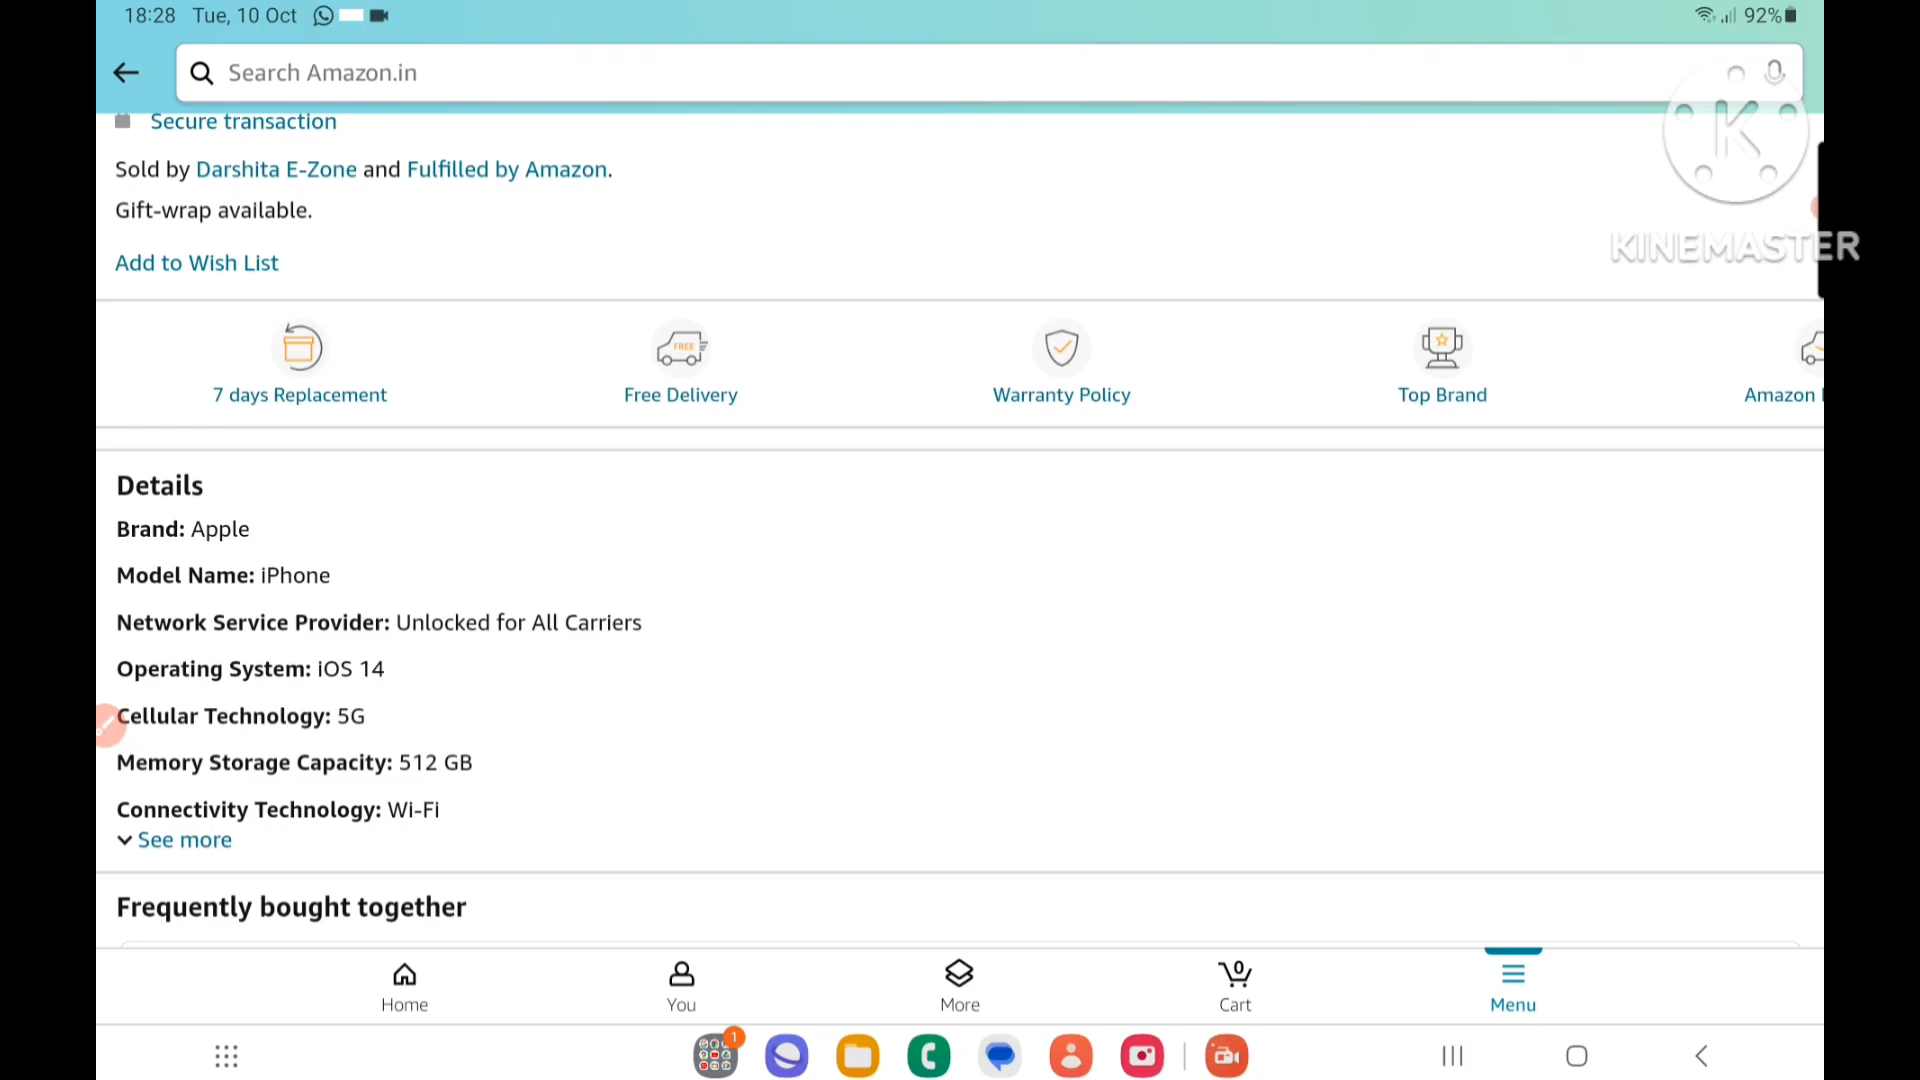 18:28 Tue, 10 Oct
92%
Search Amazon.in
Secure transaction
Sold by Darshita E-Zone and Fulfilled by Amazon.
Gift-wrap available.
Add to Wish List
K
KINEMASTER
FREE
7 days Replacement Free Delivery Warranty Policy Top Brand Amazon
Details
Brand: Apple
Model Name: iPhone
Network Service Provider: Unlocked for All Carriers
Operating System: iOS 14
Cellular Technology: 5G
Memory Storage Capacity: 512 GB
Connectivity Technology: Wi-Fi
See more
Frequently bought together
0
Home You More Cart Menu
1